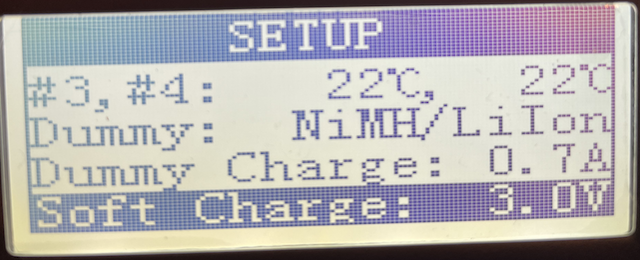 SETUP
#3, #4: 22℃, 22℃
Dummy: NiMH/LiIon
Dummy Charge: 0.7A
Soft Charge: 3.0V